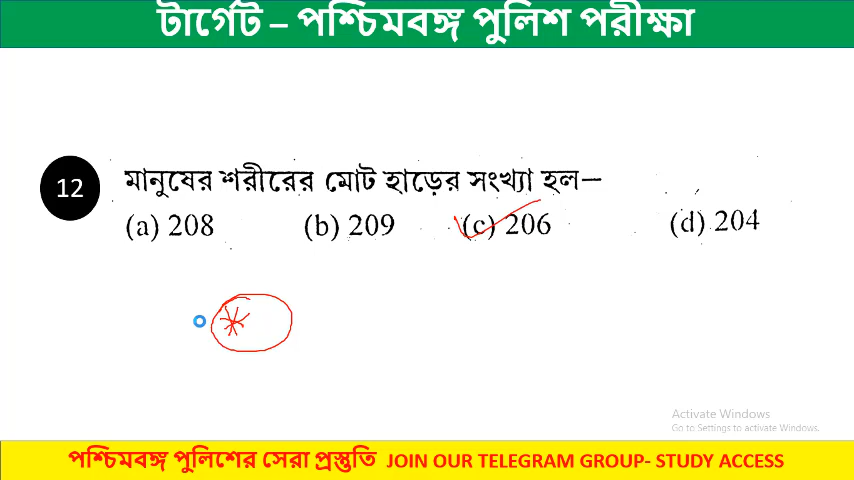 টার্গেট – পশ্চিমবঙ্গ পুলিশ পরীক্ষা
12 মানুষের শরীরের মোট হাড়ের সংখ্যা হল—
(a) 208 (b) 209 (c) 206 (d) 204
Activate Windows
Go to Settings to activate Windows.
পশ্চিমবঙ্গ পুলিশের সেরা প্রস্তুতি JOIN OUR TELEGRAM GROUP- STUDY ACCESS